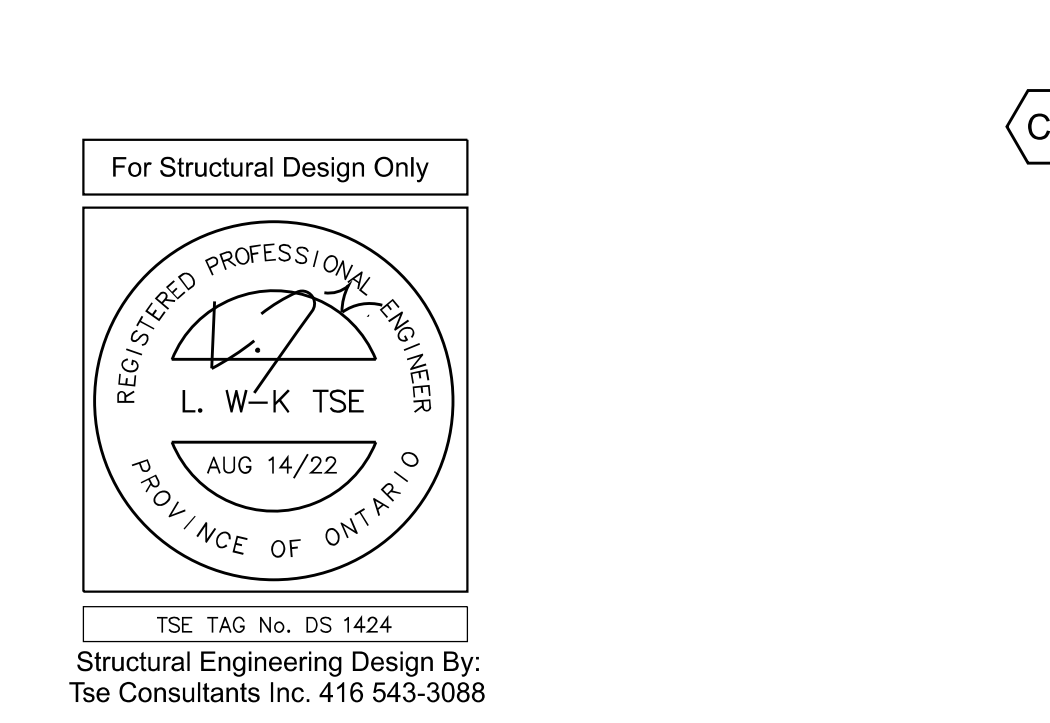 For Structural Design Only
C
REGISTERED PROFESSIONAL ENGINEER
L. W-K TSE
AUG 14/22
PROVINCE OF ONTARIO
TSE TAG No. DS 1424
Structural Engineering Design By:
Tse Consultants Inc. 416 543-3088